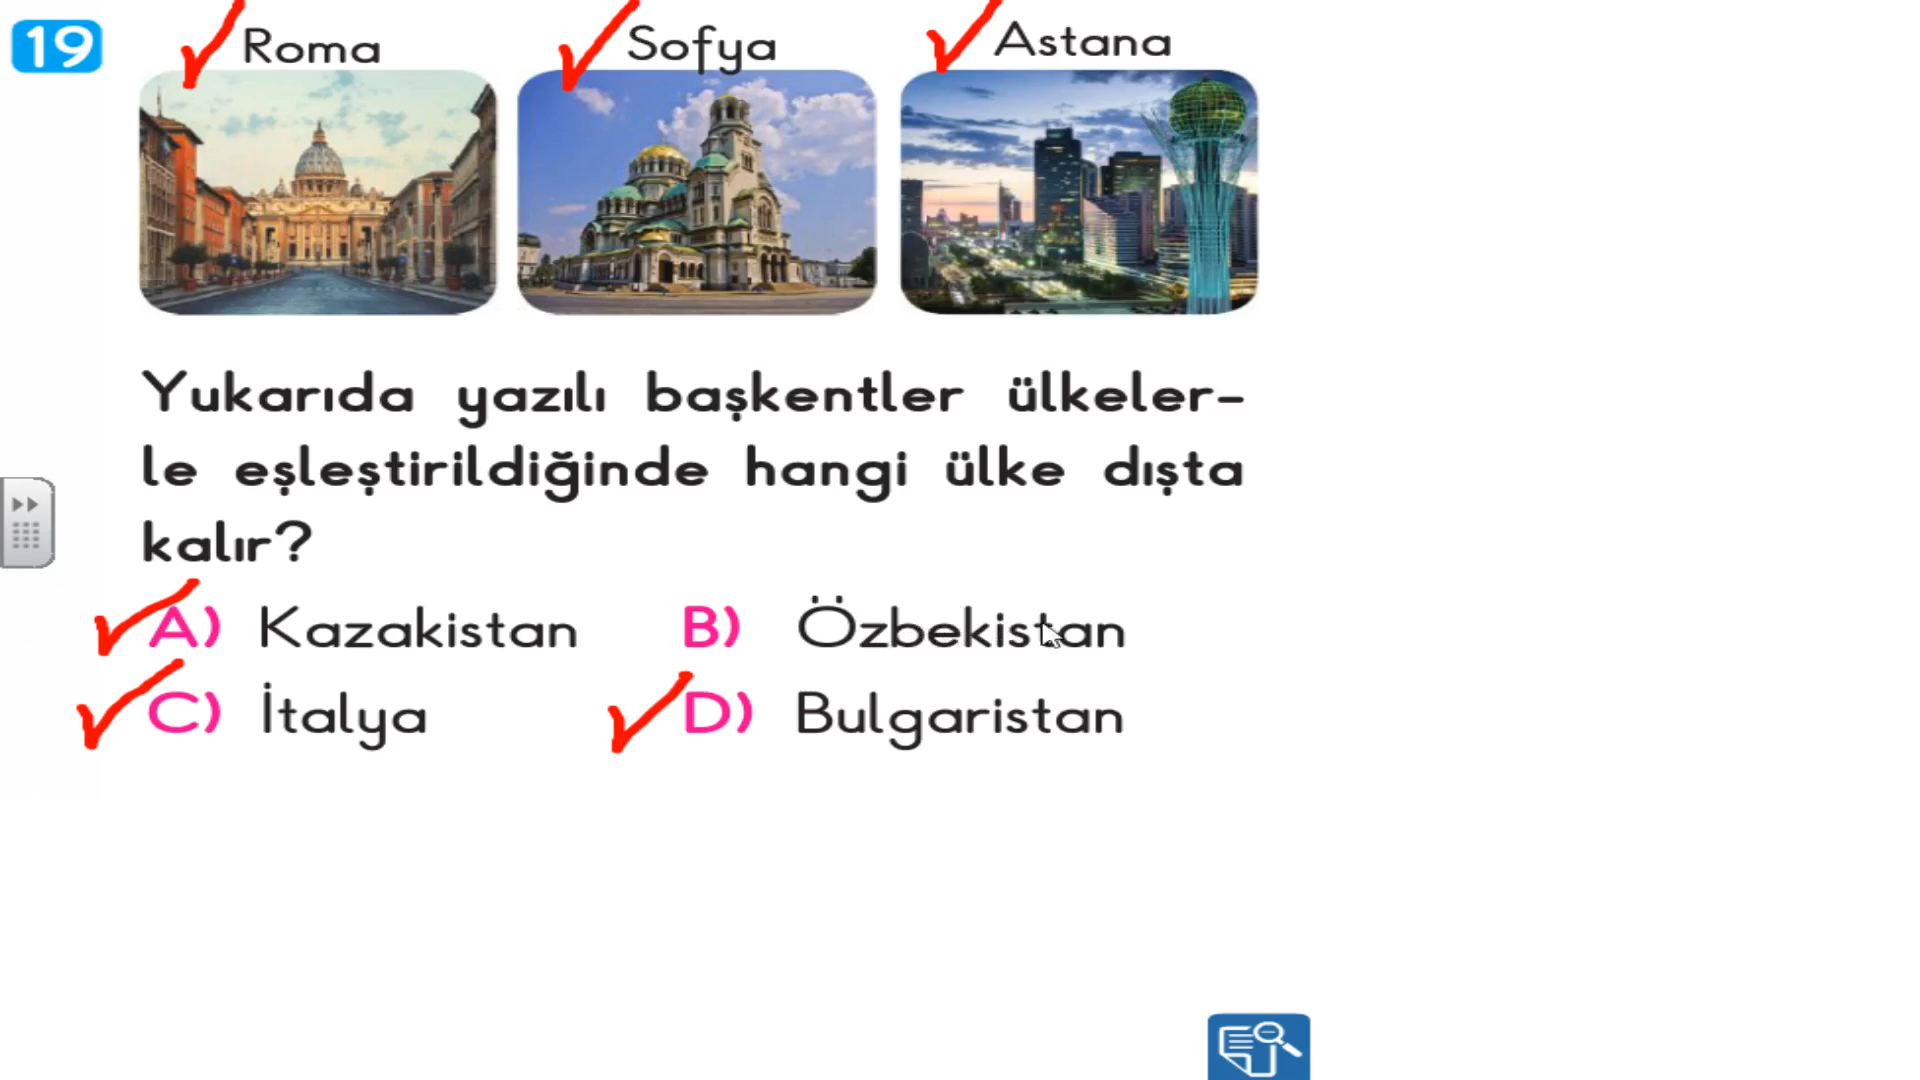 19
Roma
Sofya
Astana
Yukarıda yazılı başkentler ülkeler-
le eşleştirildiğinde hangi ülke dışta
kalır?
A) Kazakistan B) Özbekistan
C) İtalya D) Bulgaristan